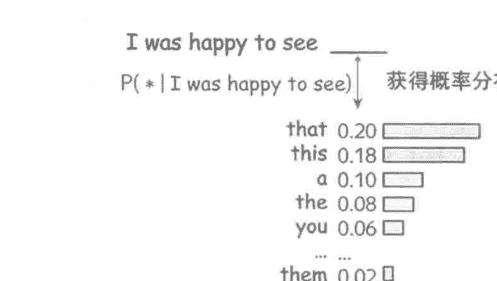 I was happy to see ____
P(*|I was happy to see) 获得概率分
that 0.20
this 0.18
a 0.10
the 0.08
you 0.06
... ...
them 0.02